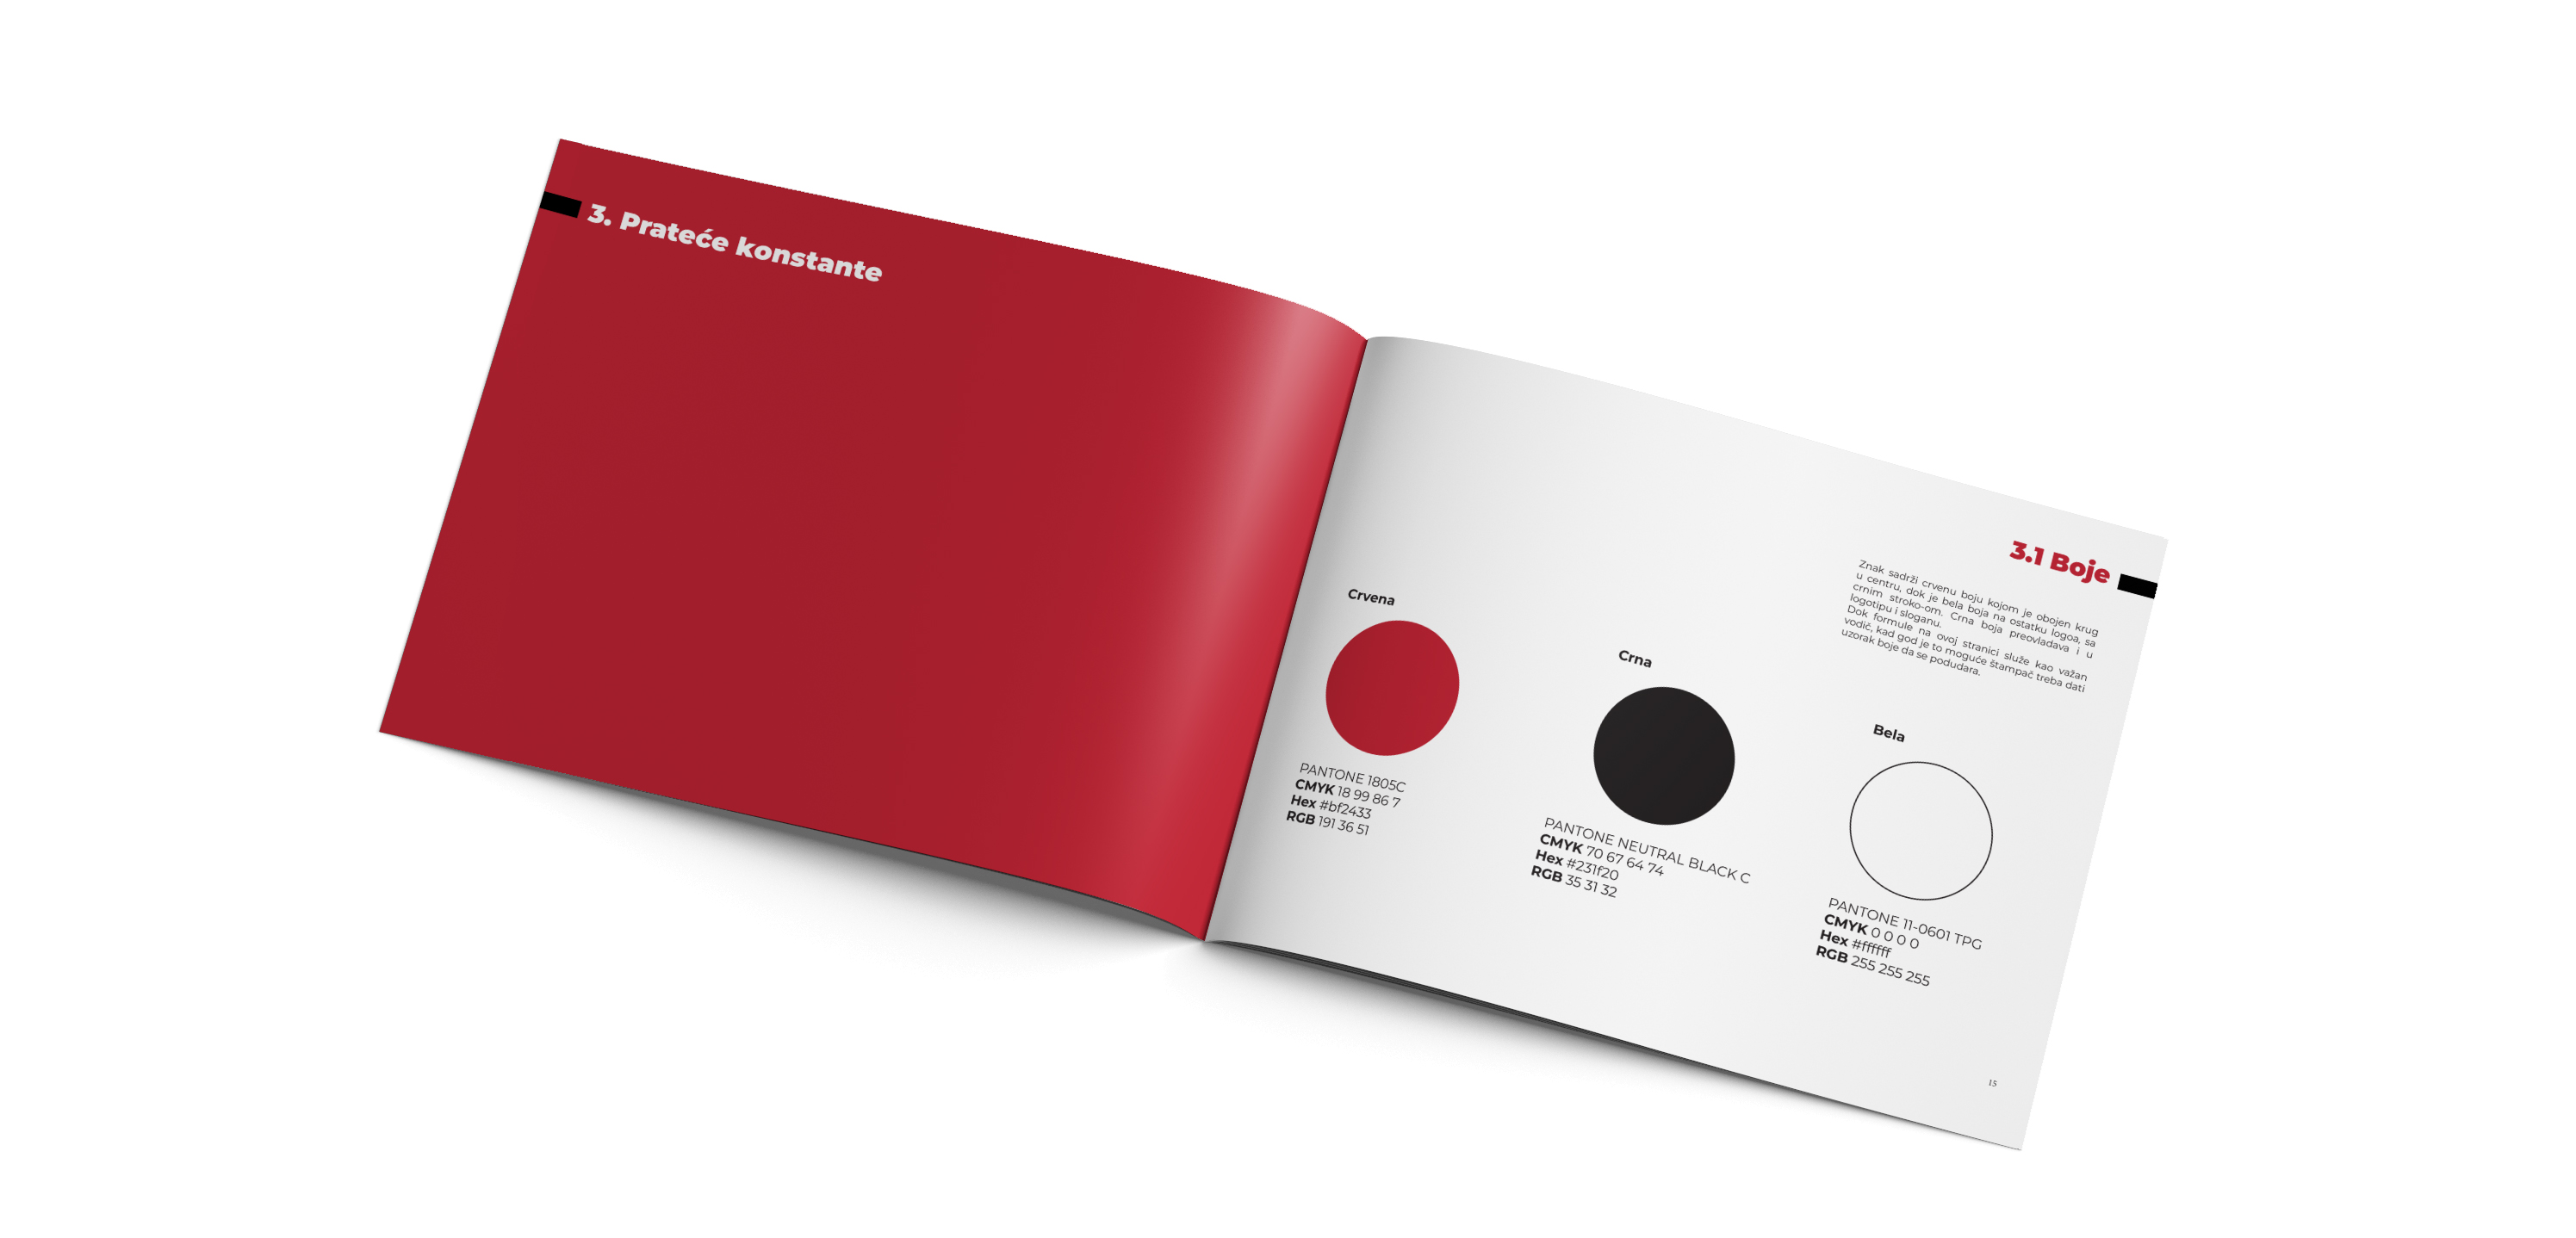 3. Prateće konstante
3.1 Boje
Znak sadrži crvenu boju kojom je obojen krug
u centru, dok je bela boja na ostatku logoa, sa
crnim stroko-om. Crna boja preovladava i u
logotipu i sloganu.
Dok formule na ovoj stranici služe kao važan
vodič, kad god je to moguće štampač treba dati
uzorak boje da se podudara.
Crvena
PANTONE 1805C
CMYK 18 99 86 7
Hex #bf2433
RGB 191 36 51
Crna
PANTONE NEUTRAL BLACK C
CMYK 70 67 64 74
Hex #231f20
RGB 35 31 32
Bela
PANTONE 11-0601 TPG
CMYK 0 0 0 0
Hex #ffffff
RGB 255 255 255
15